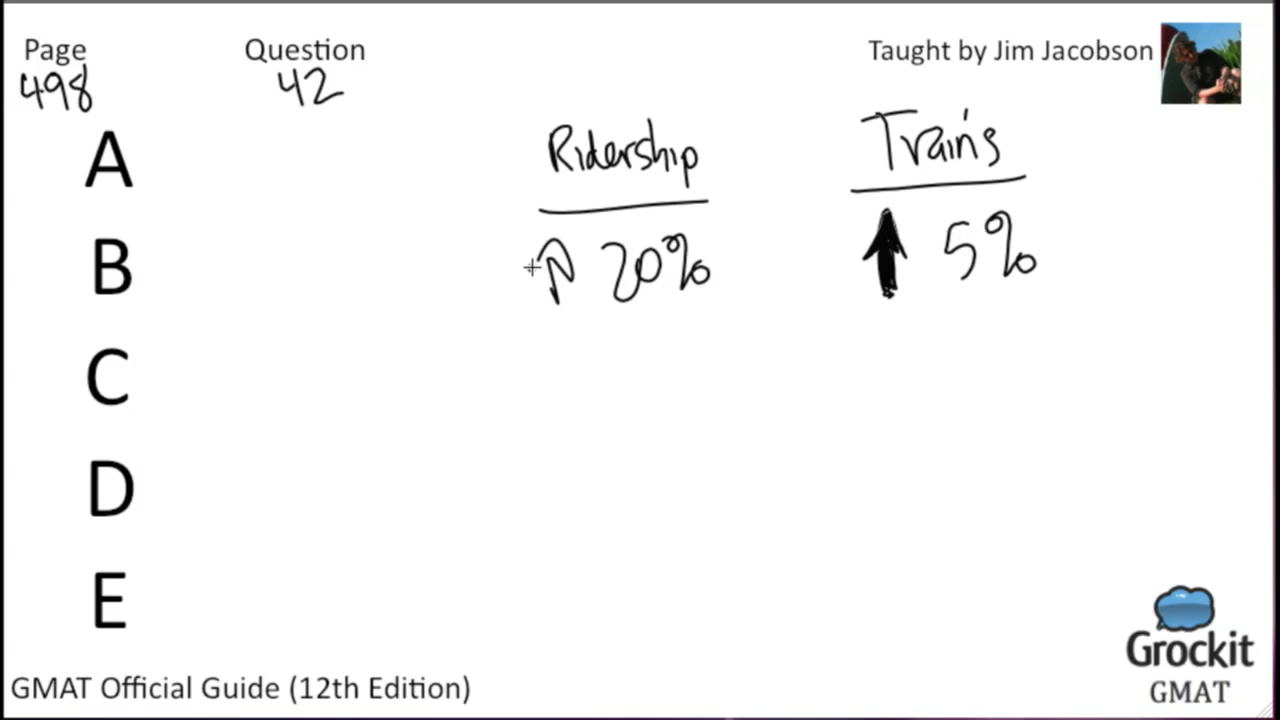 Page Question Taught by Jim Jacobson
498 42
Ridership Trains
↑ 20% ↑ 5%
A
B
C
D
E
GMAT Official Guide (12th Edition)
Grockit
GMAT